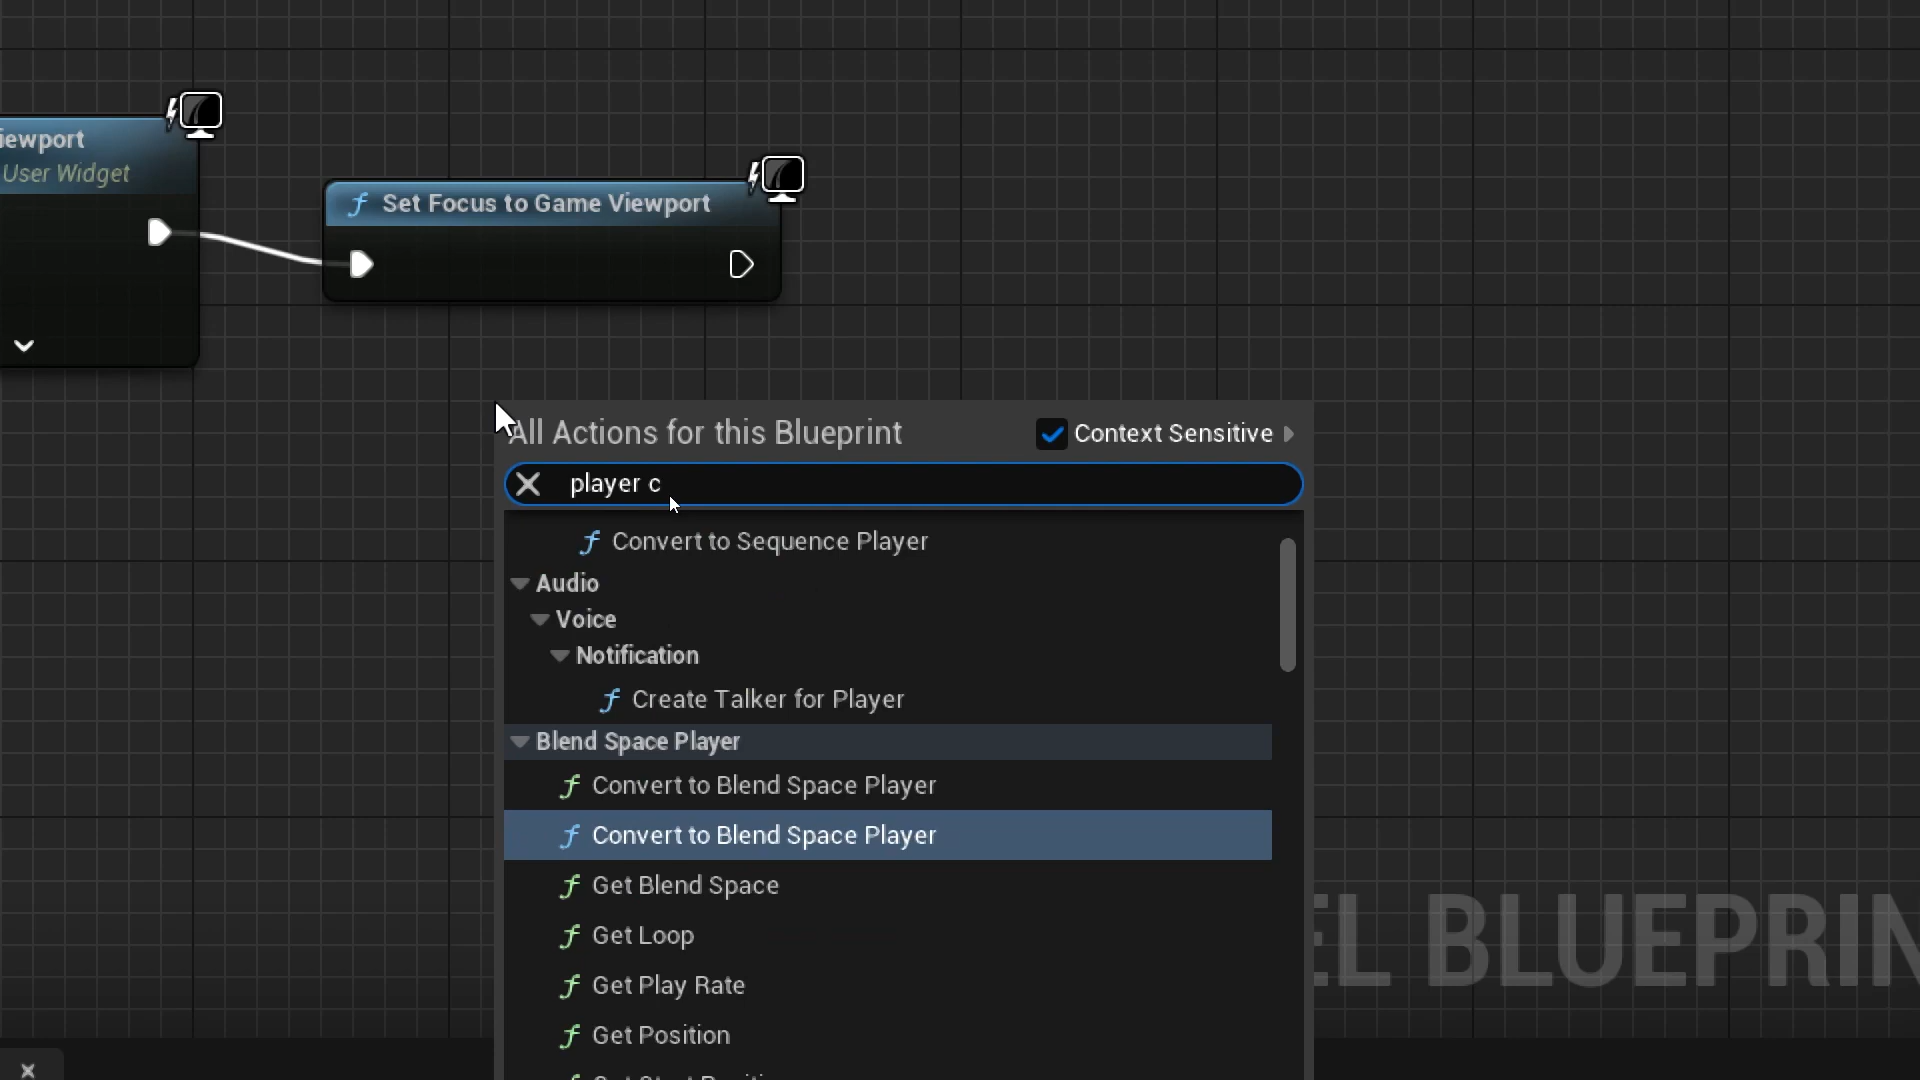 iewport
User Widget
Set Focus to Game Viewport
All Actions for this Blueprint
Context Sensitive
player c
Convert to Sequence Player
Audio
Voice
Notification
Create Talker for Player
Blend Space Player
Convert to Blend Space Player
Convert to Blend Space Player
Get Blend Space
Get Loop
Get Play Rate
Get Position
EL BLUEPRIN